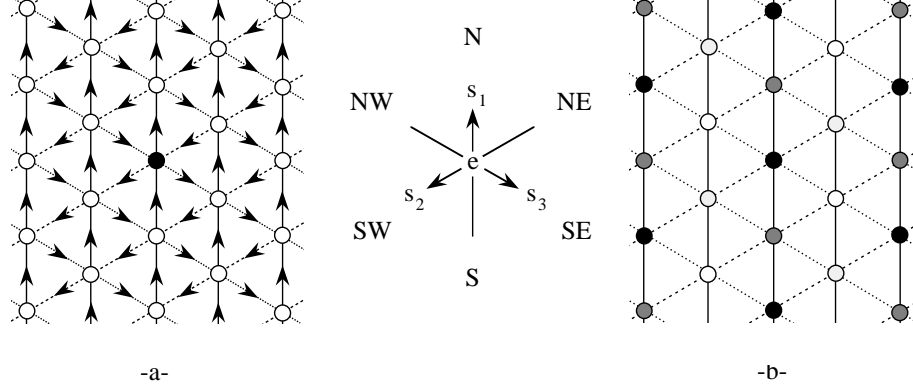 N
NW NE
s1
e
s2 s3
SW SE
S
-a- -b-